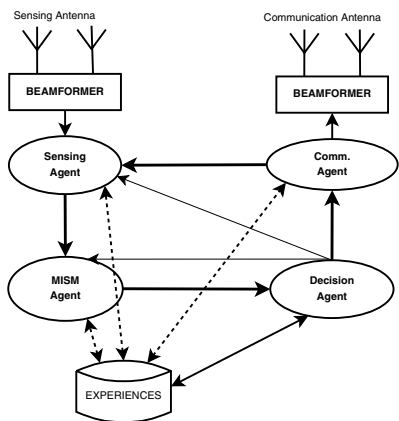 Sensing Antenna
Communication Antenna
BEAMFORMER
BEAMFORMER
Sensing
Agent
Comm.
Agent
MISM
Agent
Decision
Agent
EXPERIENCES